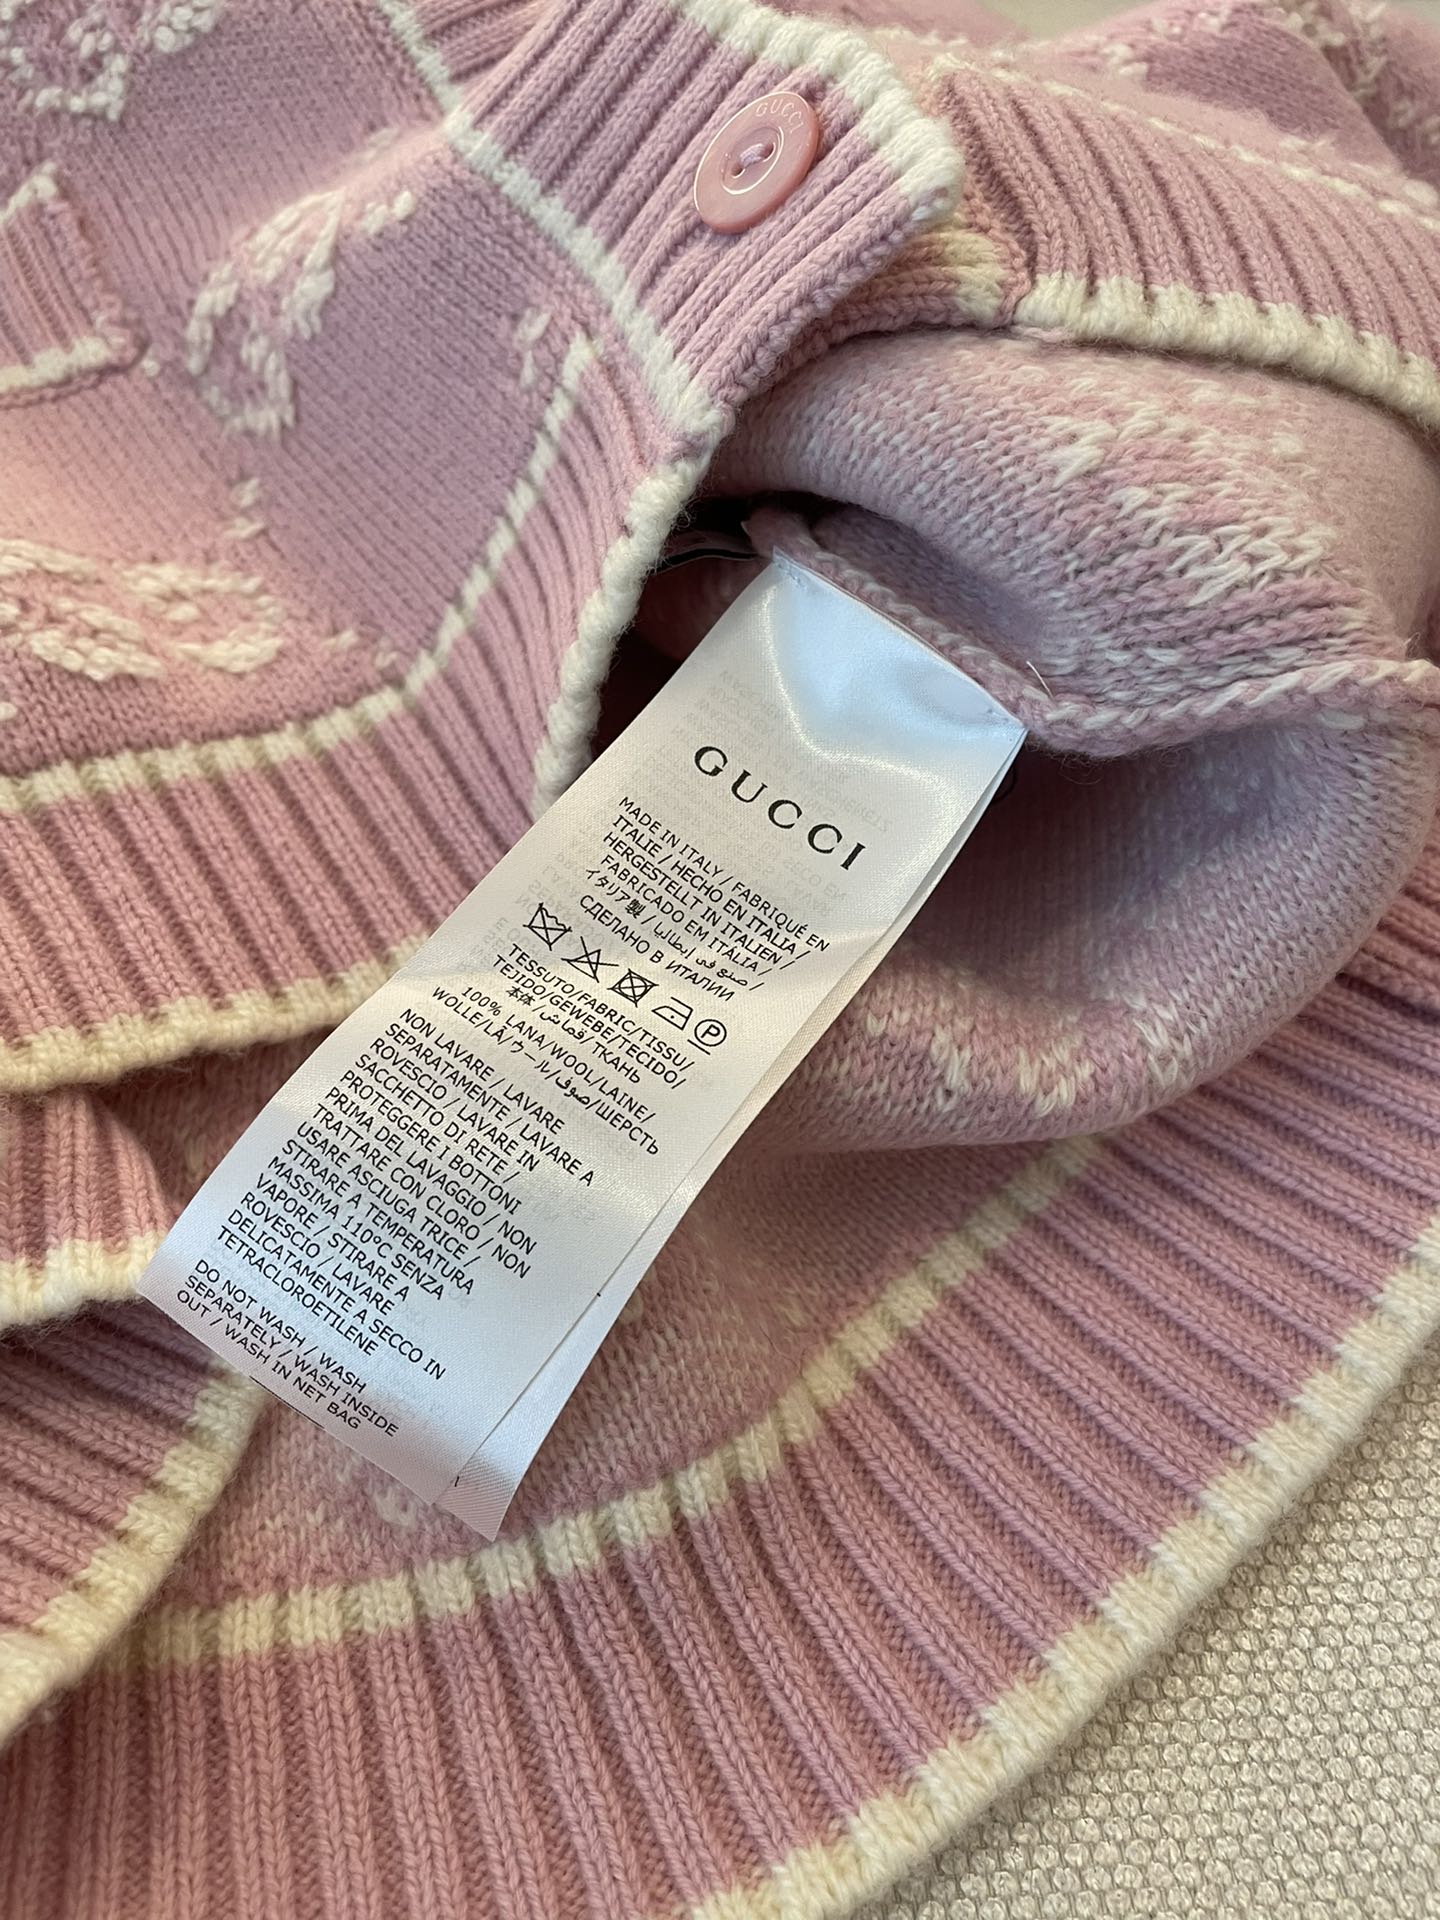 GUCCI
GUCCI
MADE IN ITALY / FABRIQUÉ EN
ITALIE / HECHO EN ITALIA /
HERGESTELLT IN ITALIEN /
FABRICADO EM ITÁLIA /
イタリア製 / صنع في ايطاليا /
СДЕЛАНО В ИТАЛИИ
P
TESSUTO/FABRIC/TISSU/
TEJIDO/GEWEBE/TECIDO/
本体/قماش/ТКАНЬ
100% LANA/WOOL/LAINE/
WOLLE/LÃ/ウール/صوف/ШЕРСТЬ
NON LAVARE / LAVARE
SEPARATAMENTE / LAVARE A
ROVESCIO / LAVARE IN
SACCHETTO DI RETE /
PROTEGGERE I BOTTONI
PRIMA DEL LAVAGGIO / NON
TRATTARE CON CLORO / NON
USARE ASCIUGA TRICE /
STIRARE A TEMPERATURA
MASSIMA 110°C SENZA
VAPORE / STIRARE A
ROVESCIO / LAVARE
DELICATAMENTE A SECCO IN
TETRACLOROETILENE
DO NOT WASH / WASH
SEPARATELY / WASH INSIDE
OUT / WASH IN NET BAG